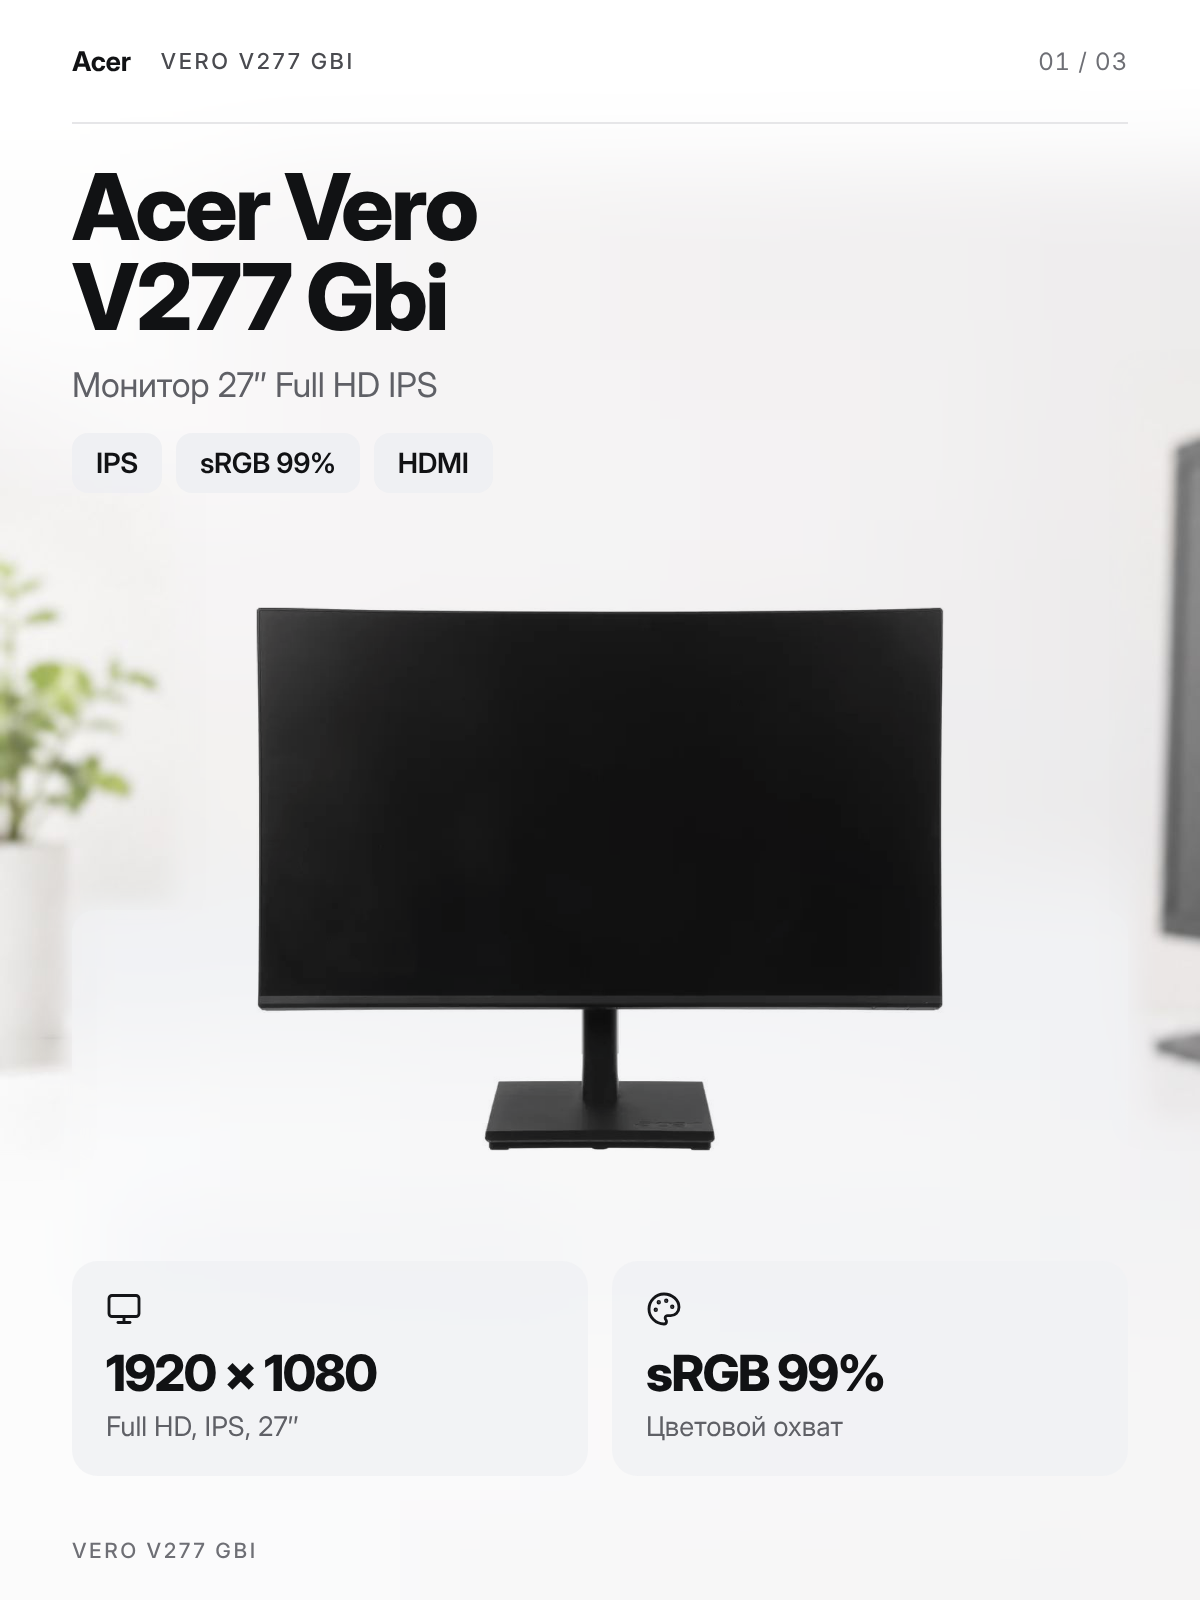 Acer VERO V277 GBI 01 / 03
Acer Vero
V277 Gbi
Монитор 27″ Full HD IPS
IPS sRGB 99% HDMI
1920 × 1080
Full HD, IPS, 27″
sRGB 99%
Цветовой охват
VERO V277 GBI